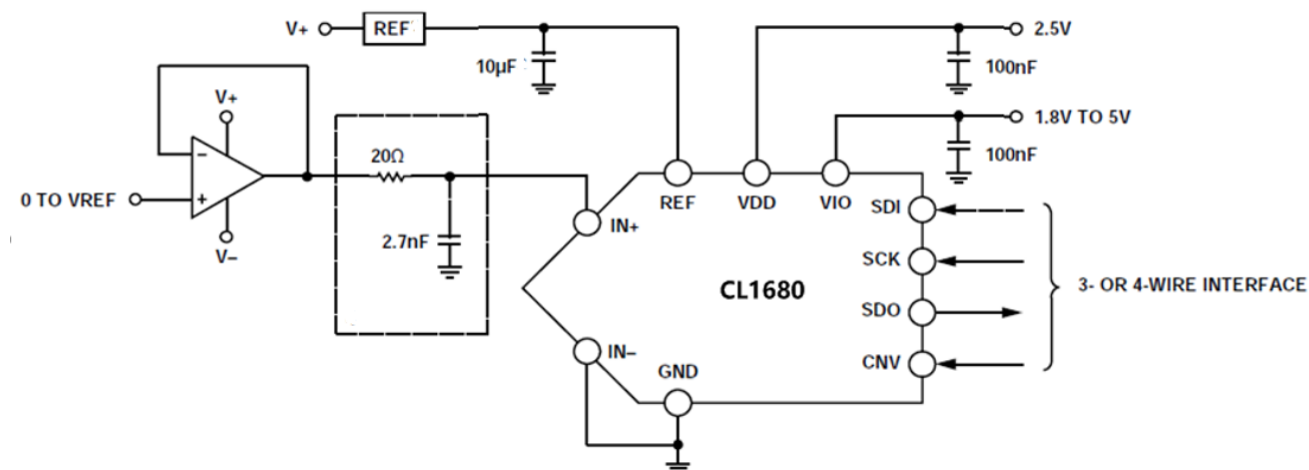 V+
REF
2.5V
10µF
100nF
V+
1.8V TO 5V
100nF
20Ω
−
0 TO VREF
+
REF
VDD
VIO
SDI
IN+
2.7nF
V−
SCK
CL1680
3- OR 4-WIRE INTERFACE
SDO
IN−
GND
CNV